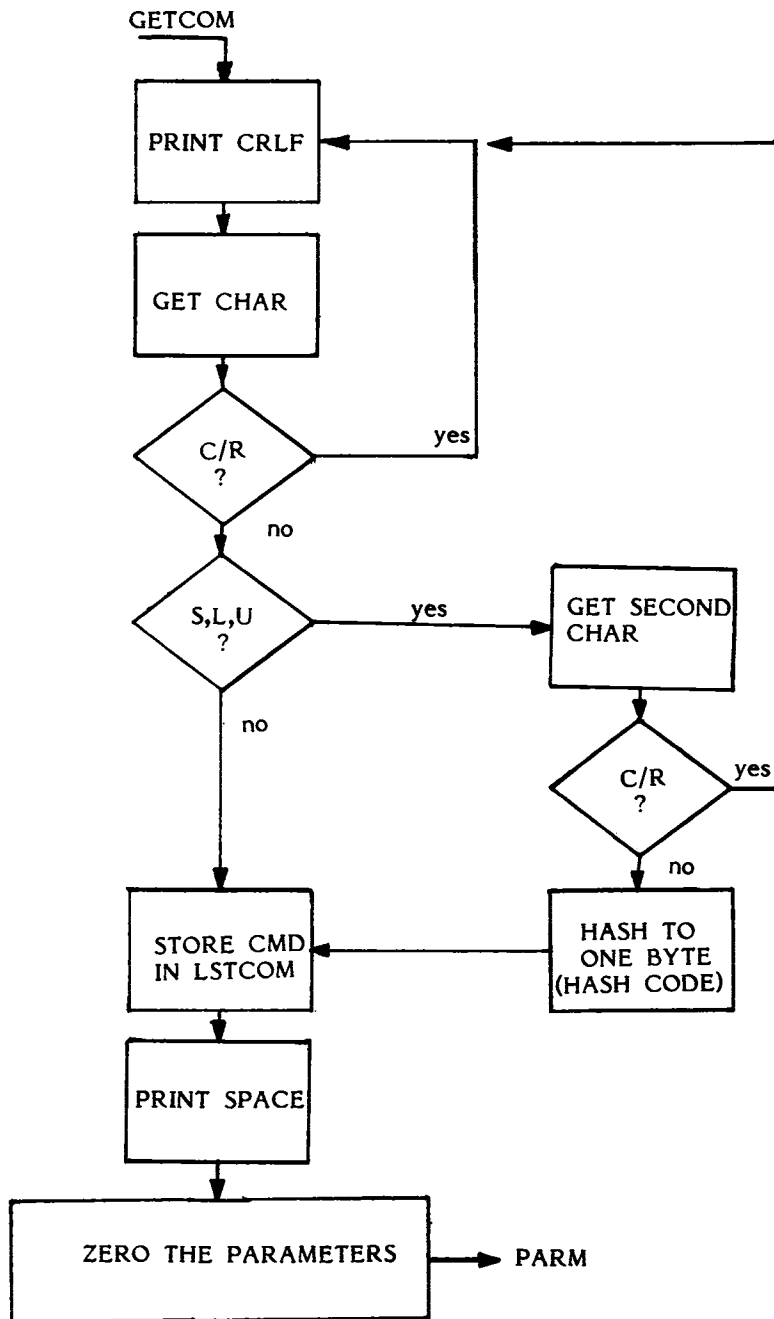 GETCOM
PRINT CRLF
GET CHAR
C/R
?
yes
no
S,L,U
?
yes
no
GET SECOND
CHAR
C/R
?
yes
no
HASH TO
ONE BYTE
(HASH CODE)
STORE CMD
IN LSTCOM
PRINT SPACE
ZERO THE PARAMETERS
PARM